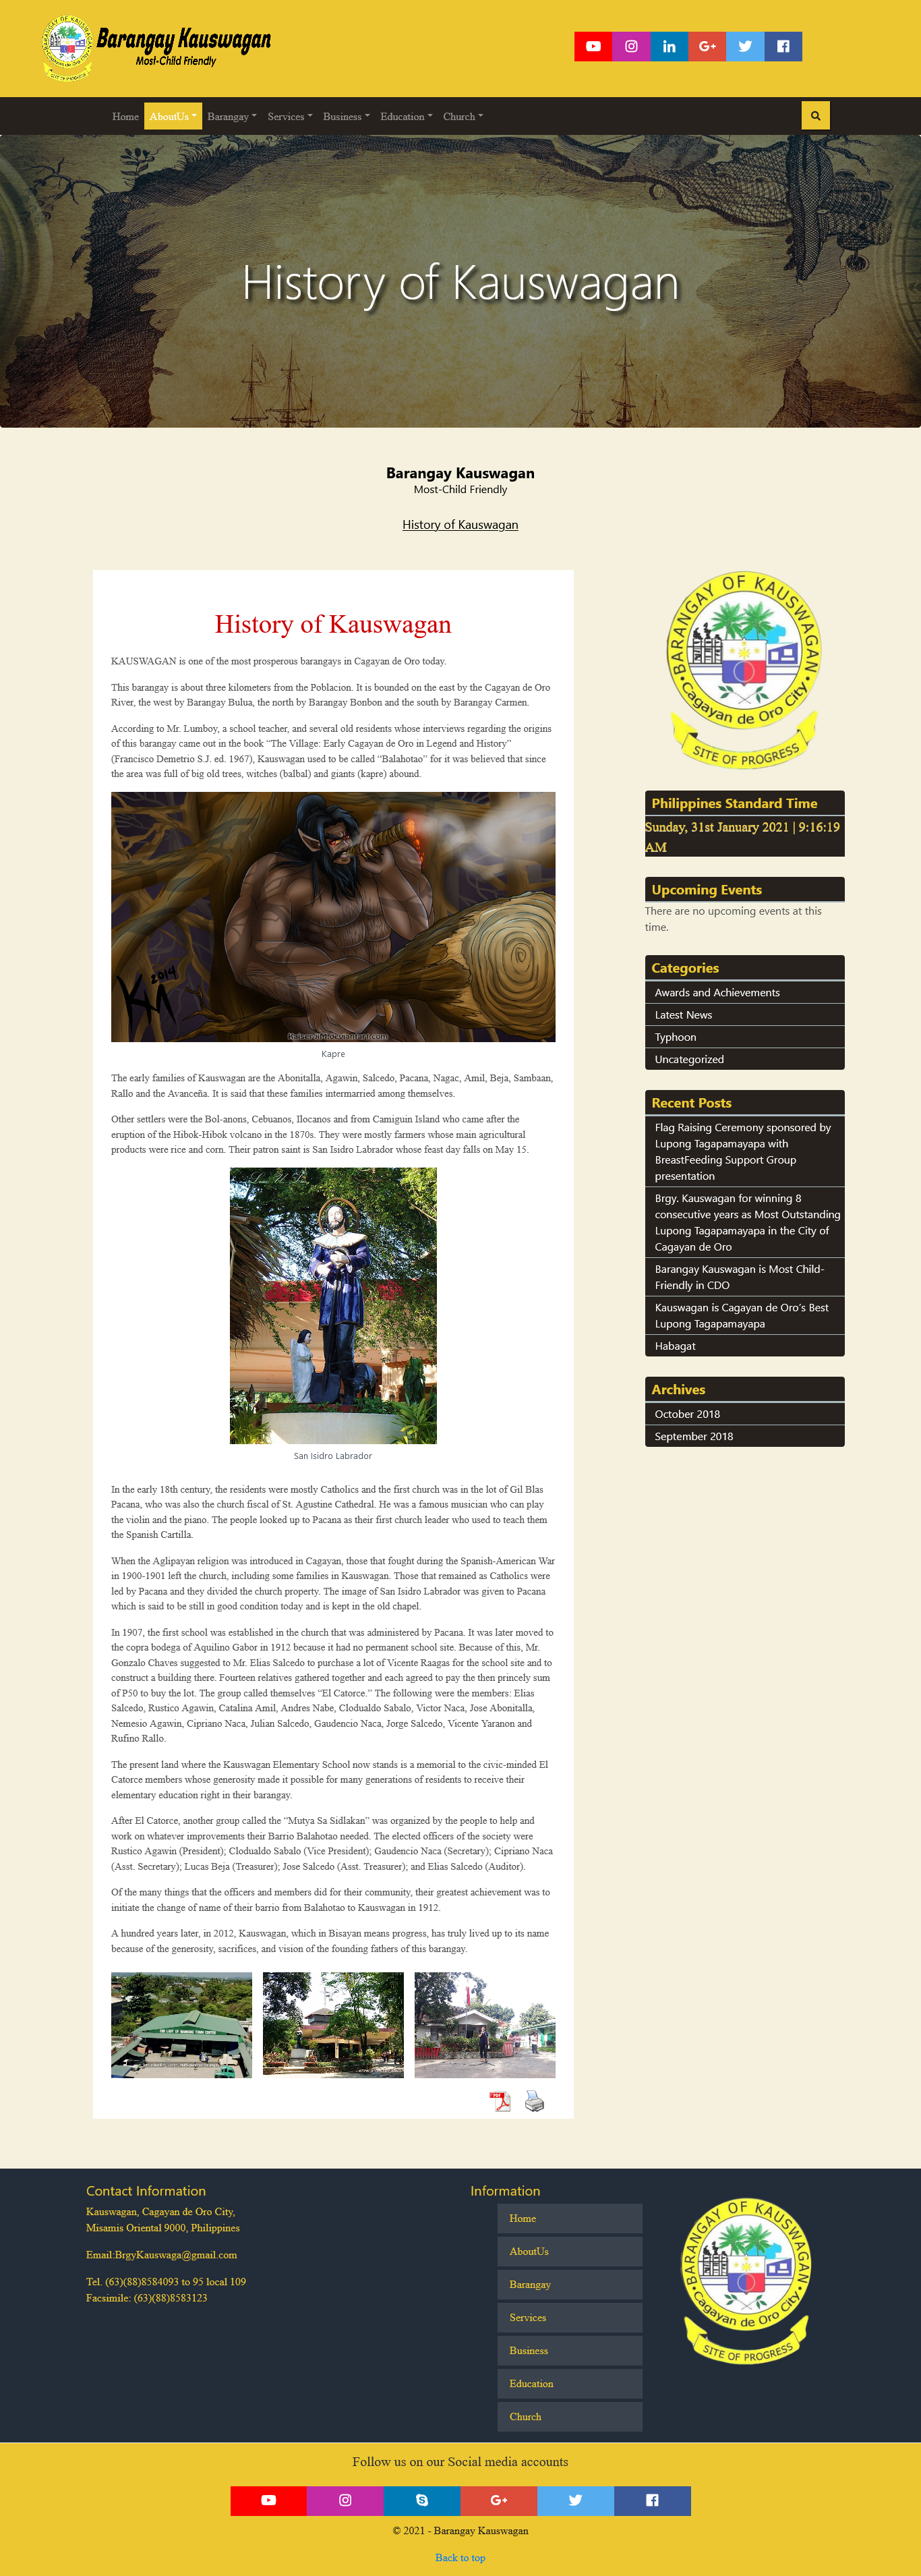 BARANGAY OF KAUSWAGAN
Cagayan de Oro City
SITE OF PROGRESS
Barangay Kauswagan
Most-Child Friendly
Home AboutUs Barangay Services Business Education Church
History of Kauswagan
Barangay Kauswagan
Most-Child Friendly
History of Kauswagan
History of Kauswagan
KAUSWAGAN is one of the most prosperous barangays in Cagayan de Oro today.
This barangay is about three kilometers from the Poblacion. It is bounded on the east by the Cagayan de Oro
River, the west by Barangay Bulua, the north by Barangay Bonbon and the south by Barangay Carmen.
According to Mr. Lumboy, a school teacher, and several old residents whose interviews regarding the origins
of this barangay came out in the book “The Village: Early Cagayan de Oro in Legend and History”
(Francisco Demetrio S.J. ed. 1967), Kauswagan used to be called “Balahotao” for it was believed that since
the area was full of big old trees, witches (balbal) and giants (kapre) abound.
2014
KaiserJiM.deviantart.com
Kapre
The early families of Kauswagan are the Abonitalla, Agawin, Salcedo, Pacana, Nagac, Amil, Beja, Sambaan,
Rallo and the Avanceña. It is said that these families intermarried among themselves.
Other settlers were the Bol-anons, Cebuanos, Ilocanos and from Camiguin Island who came after the
eruption of the Hibok-Hibok volcano in the 1870s. They were mostly farmers whose main agricultural
products were rice and corn. Their patron saint is San Isidro Labrador whose feast day falls on May 15.
San Isidro Labrador
In the early 18th century, the residents were mostly Catholics and the first church was in the lot of Gil Blas
Pacana, who was also the church fiscal of St. Agustine Cathedral. He was a famous musician who can play
the violin and the piano. The people looked up to Pacana as their first church leader who used to teach them
the Spanish Cartilla.
When the Aglipayan religion was introduced in Cagayan, those that fought during the Spanish-American War
in 1900-1901 left the church, including some families in Kauswagan. Those that remained as Catholics were
led by Pacana and they divided the church property. The image of San Isidro Labrador was given to Pacana
which is said to be still in good condition today and is kept in the old chapel.
In 1907, the first school was established in the church that was administered by Pacana. It was later moved to
the copra bodega of Aquilino Gabor in 1912 because it had no permanent school site. Because of this, Mr.
Gonzalo Chaves suggested to Mr. Elias Salcedo to purchase a lot of Vicente Raagas for the school site and to
construct a building there. Fourteen relatives gathered together and each agreed to pay the then princely sum
of P50 to buy the lot. The group called themselves “El Catorce.” The following were the members: Elias
Salcedo, Rustico Agawin, Catalina Amil, Andres Nabe, Clodualdo Sabalo, Victor Naca, Jose Abonitalla,
Nemesio Agawin, Cipriano Naca, Julian Salcedo, Gaudencio Naca, Jorge Salcedo, Vicente Yaranon and
Rufino Rallo.
The present land where the Kauswagan Elementary School now stands is a memorial to the civic-minded El
Catorce members whose generosity made it possible for many generations of residents to receive their
elementary education right in their barangay.
After El Catorce, another group called the “Mutya Sa Sidlakan” was organized by the people to help and
work on whatever improvements their Barrio Balahotao needed. The elected officers of the society were
Rustico Agawin (President); Clodualdo Sabalo (Vice President); Gaudencio Naca (Secretary); Cipriano Naca
(Asst. Secretary); Lucas Beja (Treasurer); Jose Salcedo (Asst. Treasurer); and Elias Salcedo (Auditor).
Of the many things that the officers and members did for their community, their greatest achievement was to
initiate the change of name of their barrio from Balahotao to Kauswagan in 1912.
A hundred years later, in 2012, Kauswagan, which in Bisayan means progress, has truly lived up to its name
because of the generosity, sacrifices, and vision of the founding fathers of this barangay.
PDF
BARANGAY OF KAUSWAGAN
Cagayan de Oro City
SITE OF PROGRESS
Philippines Standard Time
Sunday, 31st January 2021 | 9:16:19
AM
Upcoming Events
There are no upcoming events at this
time.
Categories
Awards and Achievements
Latest News
Typhoon
Uncategorized
Recent Posts
Flag Raising Ceremony sponsored by
Lupong Tagapamayapa with
BreastFeeding Support Group
presentation
Brgy. Kauswagan for winning 8
consecutive years as Most Outstanding
Lupong Tagapamayapa in the City of
Cagayan de Oro
Barangay Kauswagan is Most Child-
Friendly in CDO
Kauswagan is Cagayan de Oro’s Best
Lupong Tagapamayapa
Habagat
Archives
October 2018
September 2018
Contact Information
Kauswagan, Cagayan de Oro City,
Misamis Oriental 9000, Philippines
Email:BrgyKauswaga@gmail.com
Tel. (63)(88)8584093 to 95 local 109
Facsimile: (63)(88)8583123
Information
Home
AboutUs
Barangay
Services
Business
Education
Church
BARANGAY OF KAUSWAGAN
Cagayan de Oro City
SITE OF PROGRESS
Follow us on our Social media accounts
© 2021 - Barangay Kauswagan
Back to top